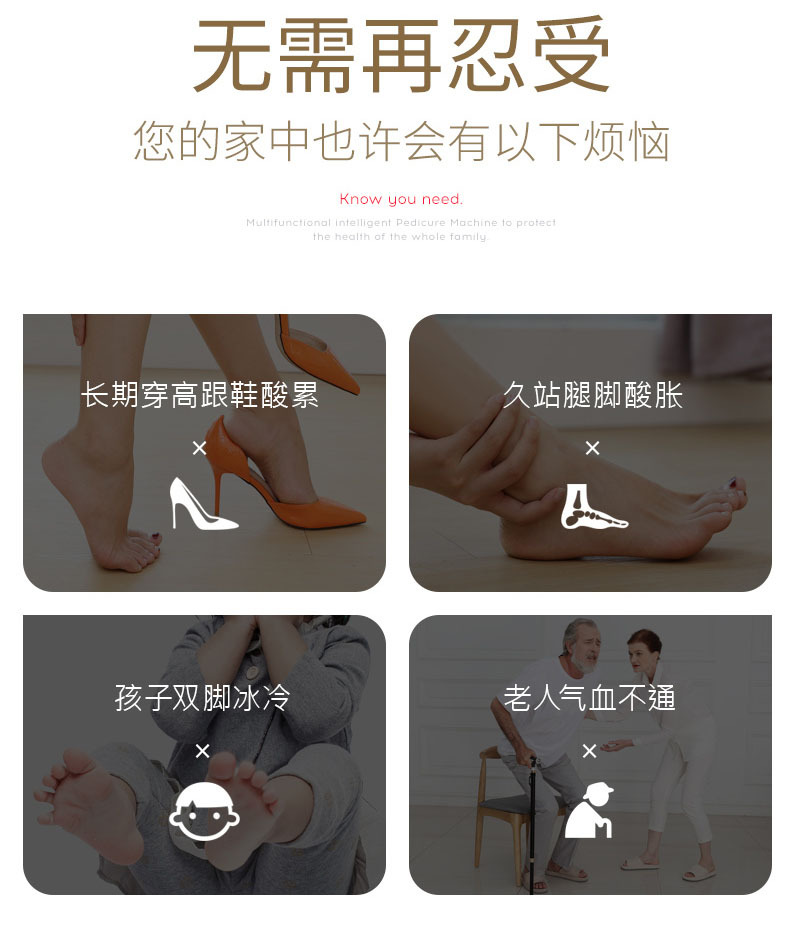 无需再忍受
您的家中也许会有以下烦恼
Know you need.
Multifunctional intelligent Pedicure Machine to protect
the health of the whole family.
长期穿高跟鞋酸累
×
久站腿脚酸胀
×
孩子双脚冰冷
×
老人气血不通
×